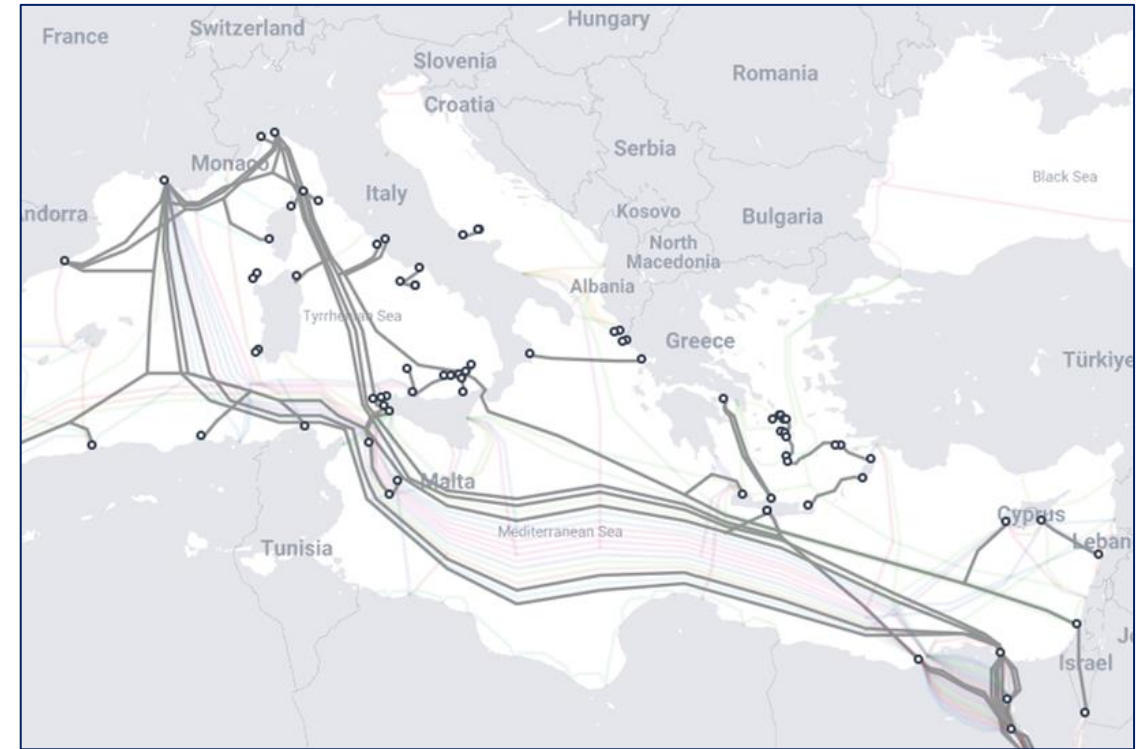 Hungary
Switzerland
France
Slovenia
Romania
Croatia
Serbia
Monaco
Black Sea
Italy
ndorra
Kosovo
Bulgaria
North
Macedonia
Albania
Tyrrhenian Sea
Greece
Türkiye
Malta
Cyprus
Mediterranean Sea
Leban
Tunisia
Israel